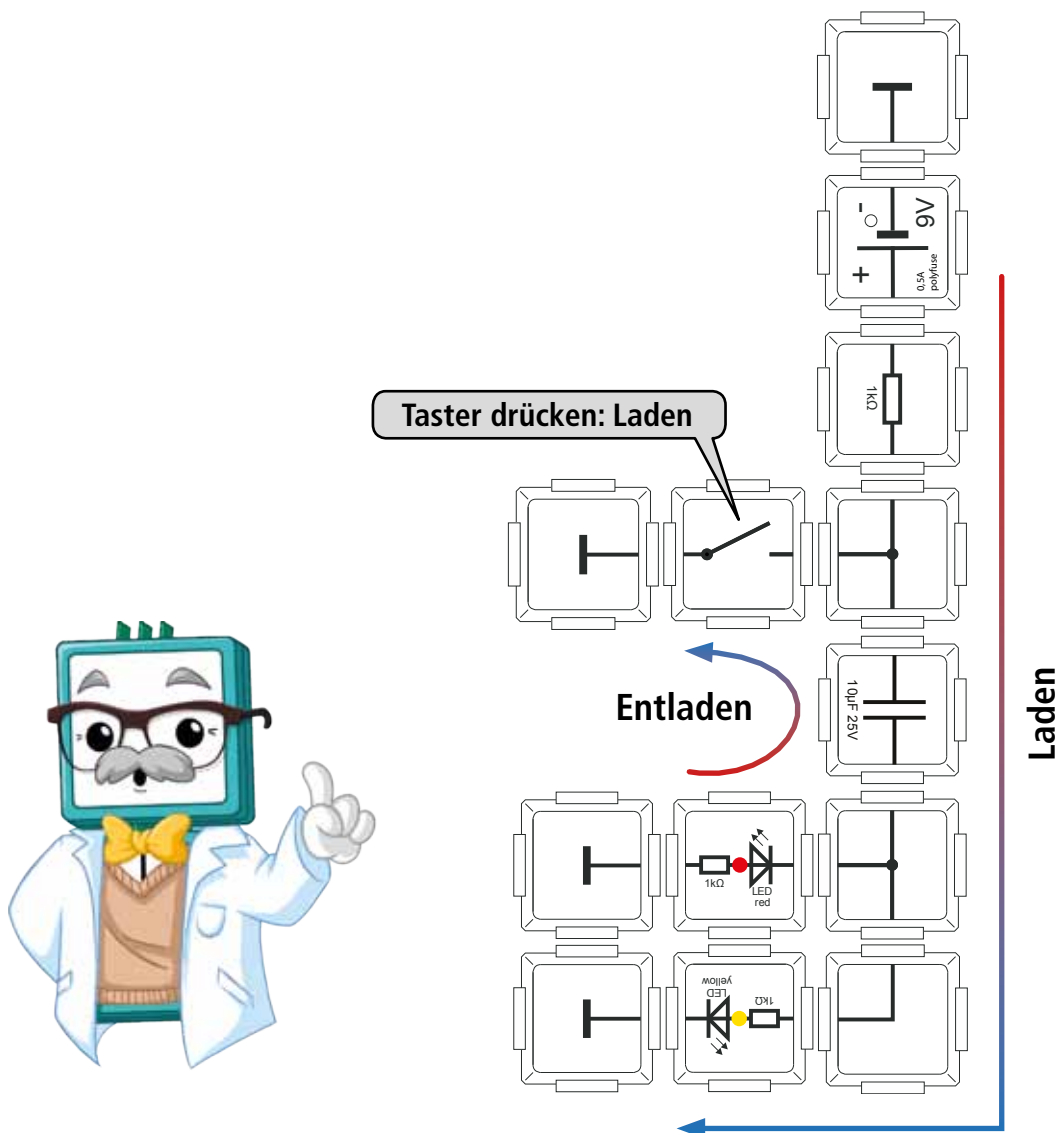 -
9V
+
0,5A
polyfuse
1kΩ
Taster drücken: Laden
10µF 25V
Entladen
Laden
1kΩ
LED
red
LED
yellow
1kΩ